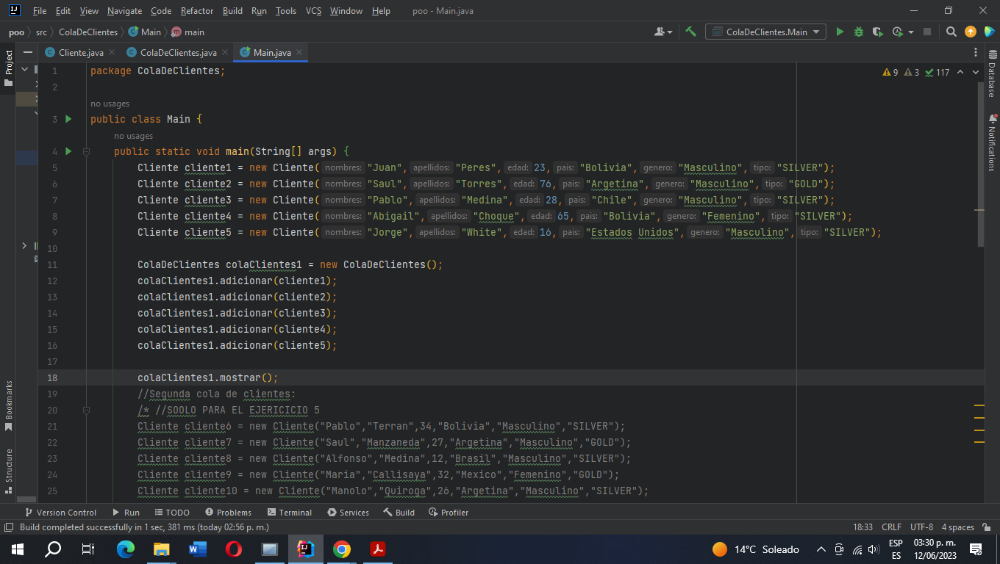 File Edit View Navigate Code Refactor Build Run Tools VCS Window Help poo - Main.java
poo src ColaDeClientes Main main ColaDeClientes.Main
Project Cliente.java ColaDeClientes.java Main.java
1 package ColaDeClientes; 9 3 117
2
no usages
3 public class Main {
no usages
4 public static void main(String[] args) {
5 Cliente cliente1 = new Cliente( nombres: "Juan", apellidos: "Peres", edad: 23, pais: "Bolivia", genero: "Masculino", tipo: "SILVER");
6 Cliente cliente2 = new Cliente( nombres: "Saul", apellidos: "Torres", edad: 76, pais: "Argetina", genero: "Masculino", tipo: "GOLD");
7 Cliente cliente3 = new Cliente( nombres: "Pablo", apellidos: "Medina", edad: 28, pais: "Chile", genero: "Masculino", tipo: "SILVER");
8 Cliente cliente4 = new Cliente( nombres: "Abigail", apellidos: "Choque", edad: 65, pais: "Bolivia", genero: "Femenino", tipo: "SILVER");
9 Cliente cliente5 = new Cliente( nombres: "Jorge", apellidos: "White", edad: 16, pais: "Estados Unidos", genero: "Masculino", tipo: "SILVER");
10
11 ColaDeClientes colaClientes1 = new ColaDeClientes();
12 colaClientes1.adicionar(cliente1);
13 colaClientes1.adicionar(cliente2);
14 colaClientes1.adicionar(cliente3);
15 colaClientes1.adicionar(cliente4);
16 colaClientes1.adicionar(cliente5);
17
18 colaClientes1.mostrar();
19 //Segunda cola de clientes:
20 /* //SOOLO PARA EL EJERICICIO 5
21 Cliente cliente6 = new Cliente("Pablo","Terran",34,"Bolivia","Masculino","SILVER");
22 Cliente cliente7 = new Cliente("Saul","Manzaneda",27,"Argetina","Masculino","GOLD");
23 Cliente cliente8 = new Cliente("Alfonso","Medina",12,"Brasil","Masculino","SILVER");
24 Cliente cliente9 = new Cliente("Maria","Callisaya",32,"Mexico","Femenino","GOLD");
25 Cliente cliente10 = new Cliente("Manolo","Quiroga",26,"Argetina","Masculino","SILVER");
Database
Notifications
Bookmarks
Structure
Version Control Run TODO Problems Terminal Services Build Profiler
Build completed successfully in 1 sec, 381 ms (today 02:56 p. m.) 18:33 CRLF UTF-8 4 spaces
14°C Soleado ESP 03:30 p. m.
ES 12/06/2023